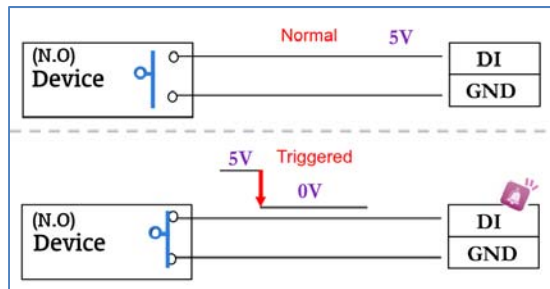 Normal 5V
(N.O)
Device
DI
GND
5V Triggered
0V
(N.O)
Device
DI
GND